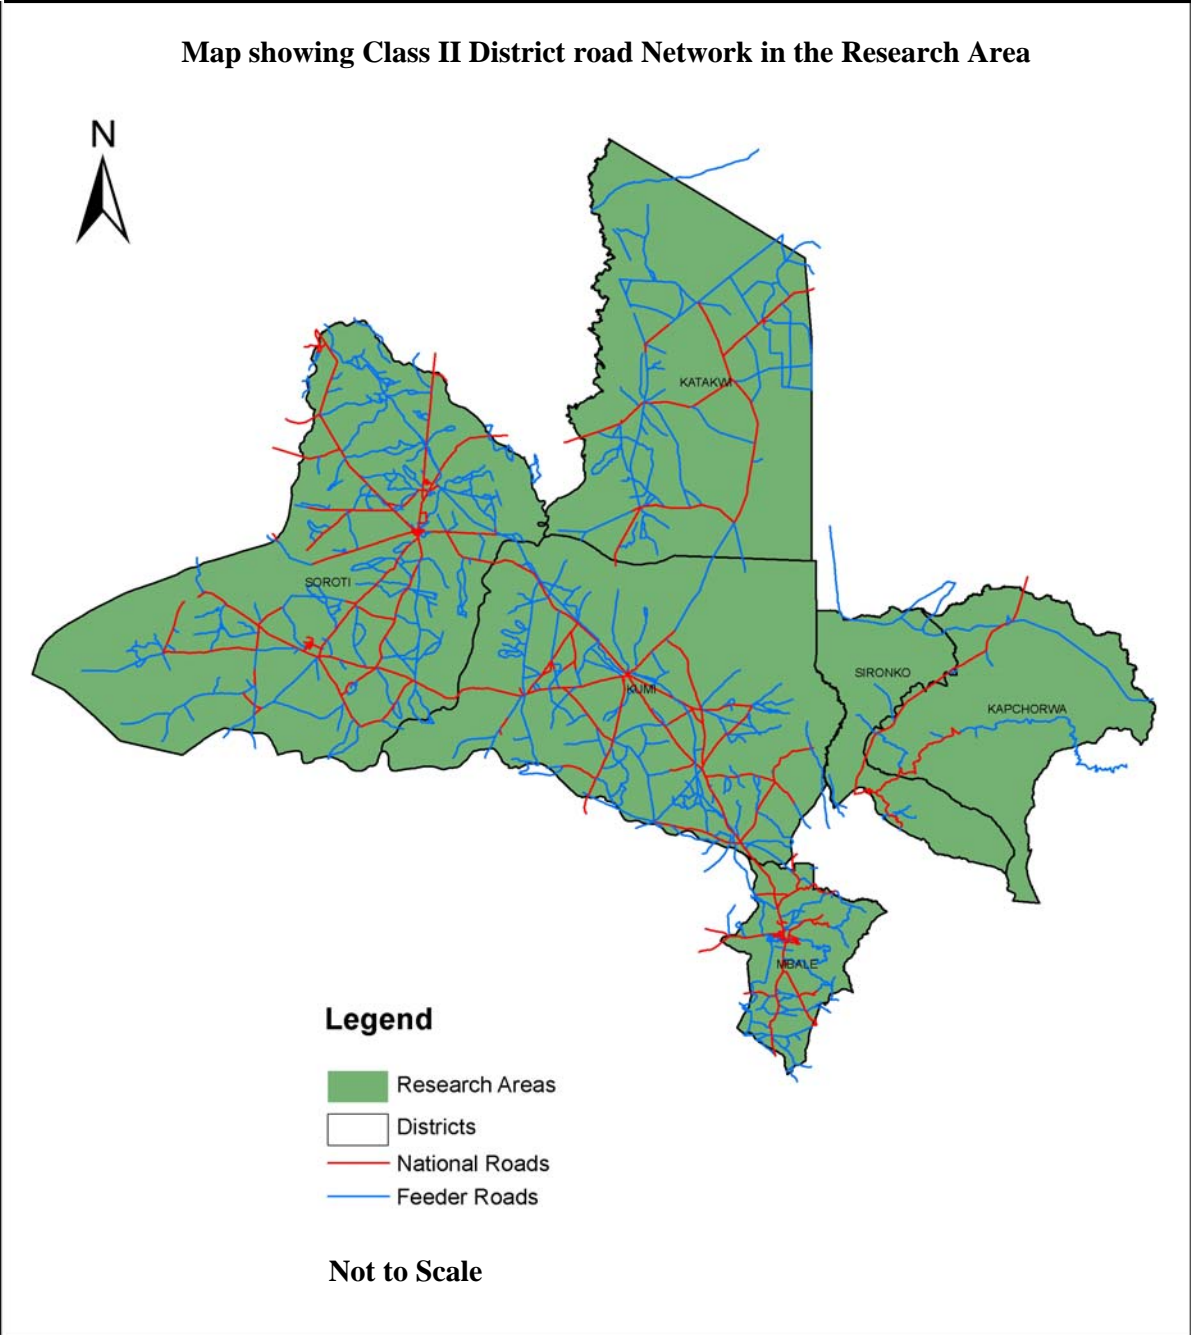 Map showing Class II District road Network in the Research Area
N
KATAKWI
SOROTI
SIRONKO
KUMI
KAPCHORWA
MBALE
Legend
Research Areas
Districts
National Roads
Feeder Roads
Not to Scale